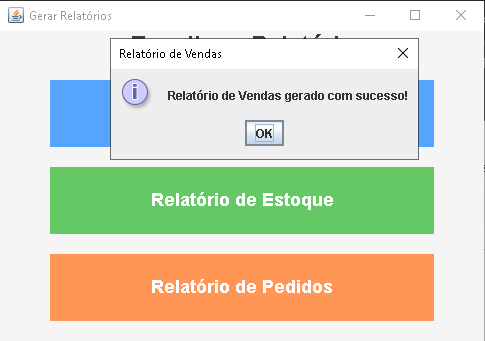 Gerar Relatórios
Relatório de Vendas
Relatório de Vendas gerado com sucesso!
OK
Relatório de Estoque
Relatório de Pedidos